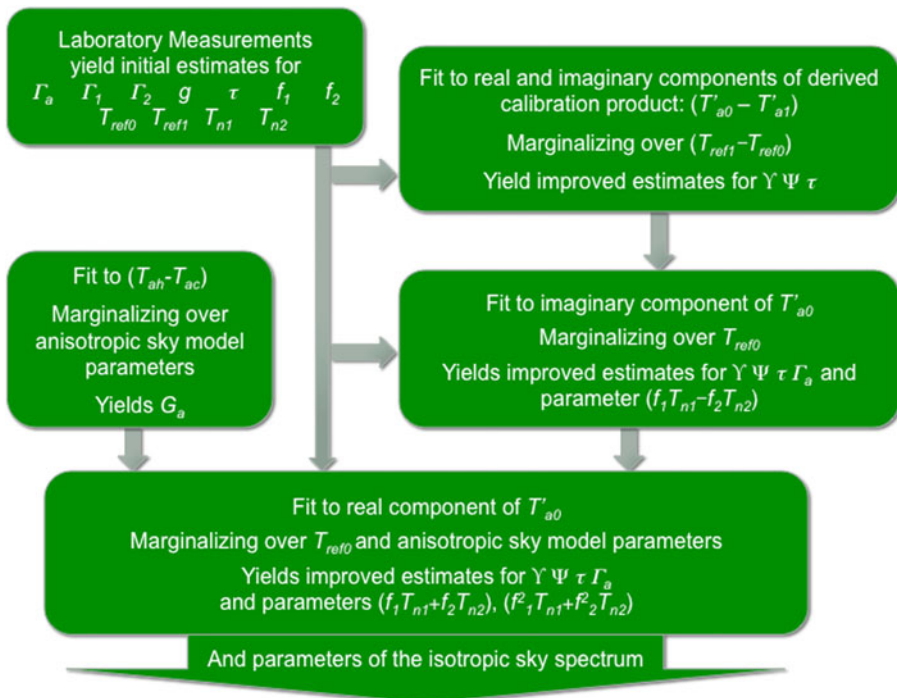 Laboratory Measurements
yield initial estimates for
Γa Γ1 Γ2 g τ f1 f2
Tref0 Tref1 Tn1 Tn2
Fit to real and imaginary components of derived
calibration product: (T'a0 – T'a1)
Marginalizing over (Tref1–Tref0)
Yield improved estimates for ϒ Ψ τ
Fit to (Tah-Tac)
Marginalizing over
anisotropic sky model
parameters
Yields Ga
Fit to imaginary component of T'a0
Marginalizing over Tref0
Yields improved estimates for ϒ Ψ τ Γa and
parameter (f1Tn1–f2Tn2)
Fit to real component of T'a0
Marginalizing over Tref0 and anisotropic sky model parameters
Yields improved estimates for ϒ Ψ τ Γa
and parameters (f1Tn1+f2Tn2), (f²1Tn1+f²2Tn2)
And parameters of the isotropic sky spectrum